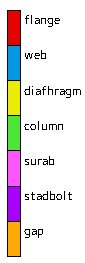 flange
web
diafhragm
column
surab
stadbolt
gap